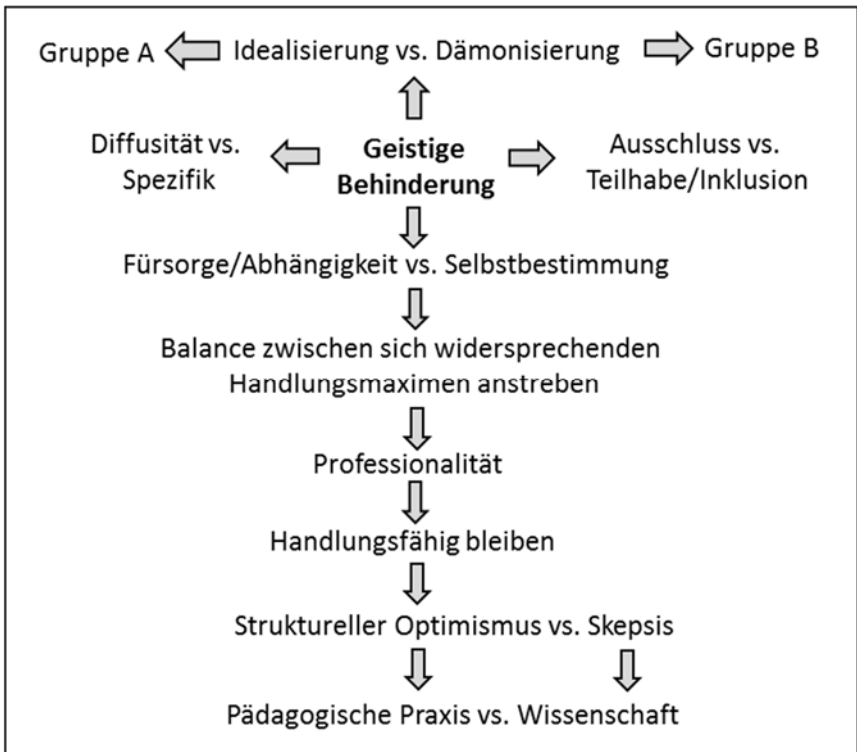 Gruppe A Idealisierung vs. Dämonisierung Gruppe B
Diffusität vs.
Spezifik
Geistige
Behinderung
Ausschluss vs.
Teilhabe/Inklusion
Fürsorge/Abhängigkeit vs. Selbstbestimmung
Balance zwischen sich widersprechenden
Handlungsmaximen anstreben
Professionalität
Handlungsfähig bleiben
Struktureller Optimismus vs. Skepsis
Pädagogische Praxis vs. Wissenschaft